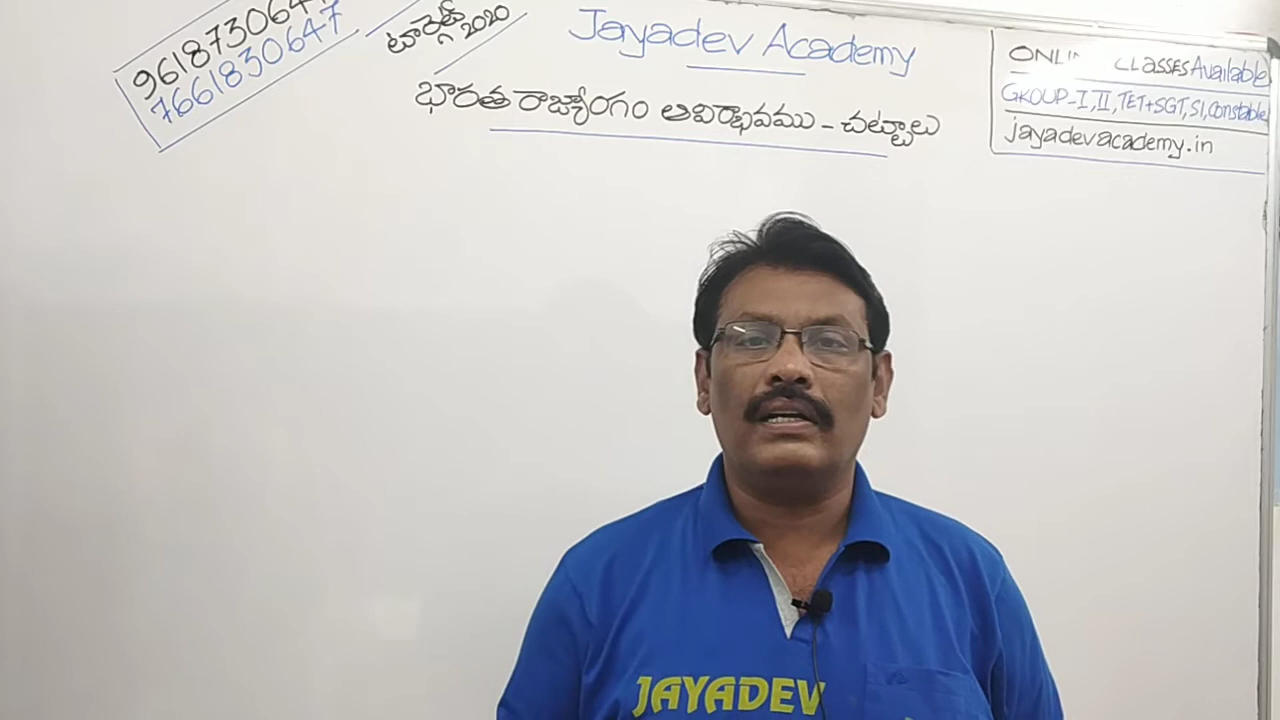 9618730647
7661830647
టార్గెట్ 2020
Jayadev Academy
భారత రాజ్యాంగం ఆవిర్భావము - చట్టాలు
ONLI CLASSES Available
GROUP-I, II, TET+SGT, SI, Constable
jayadevacademy.in
JAYADEV